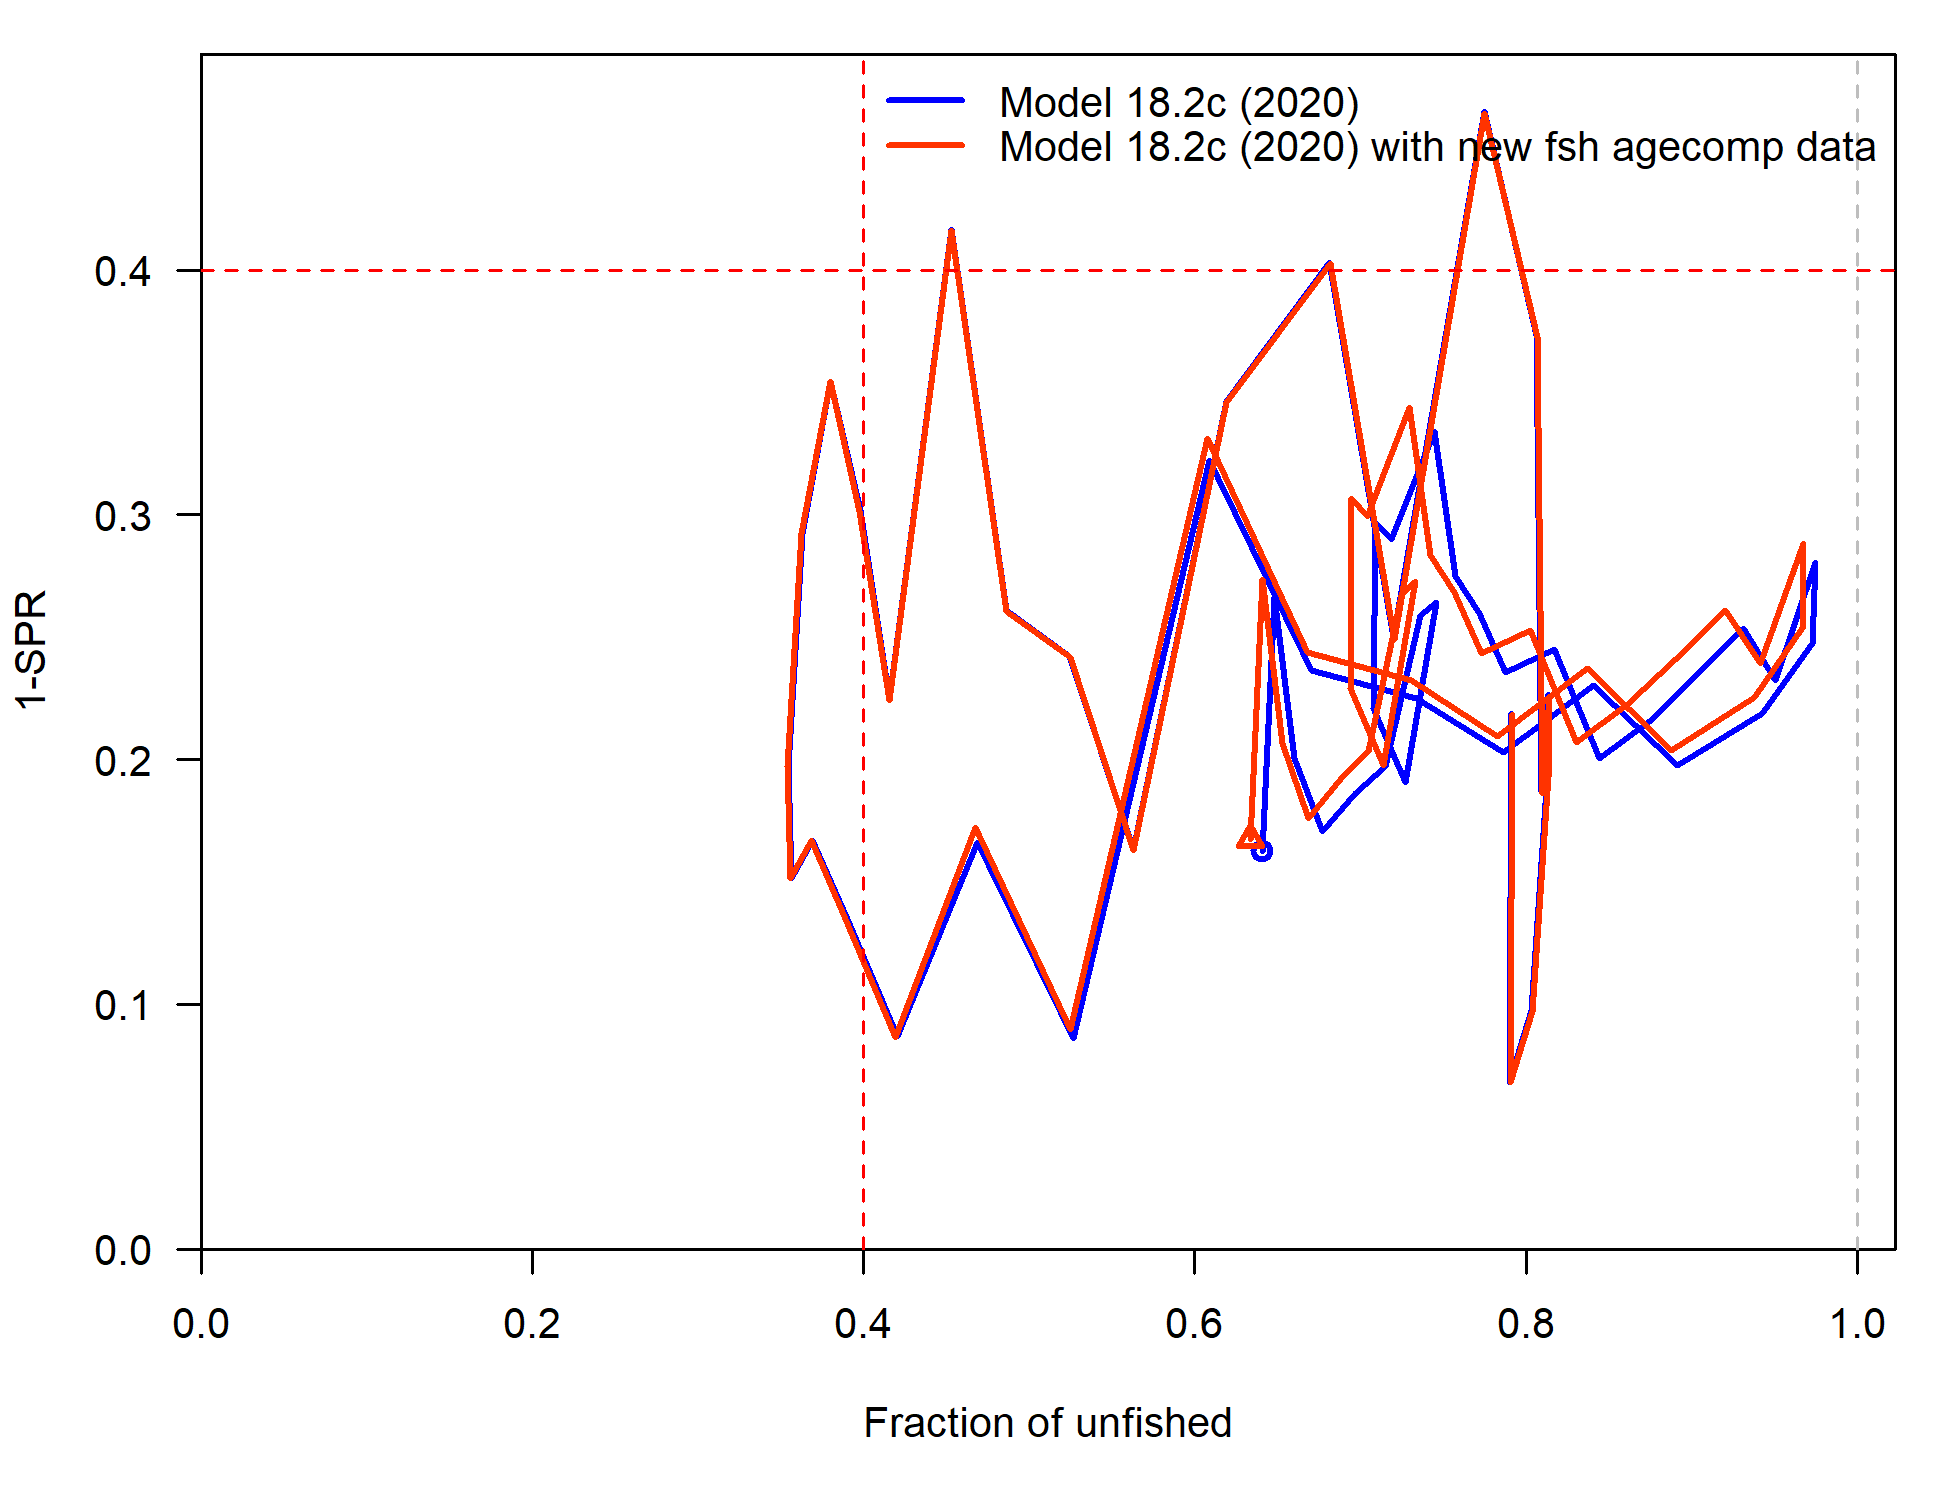 Model 18.2c (2020)
Model 18.2c (2020) with new fsh agecomp data
0.4
0.3
0.2
0.1
0.0
1-SPR
0.0 0.2 0.4 0.6 0.8 1.0
Fraction of unfished